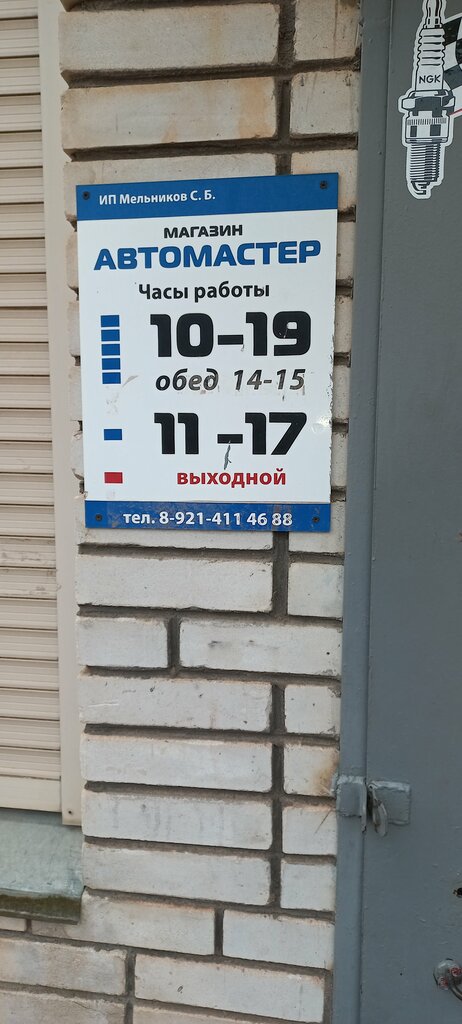 NGK
ИП Мельников С. Б.
МАГАЗИН
АВТОМАСТЕР
Часы работы
10-19
обед 14-15
11-17
ВЫХОДНОЙ
тел. 8-921-411 46 88